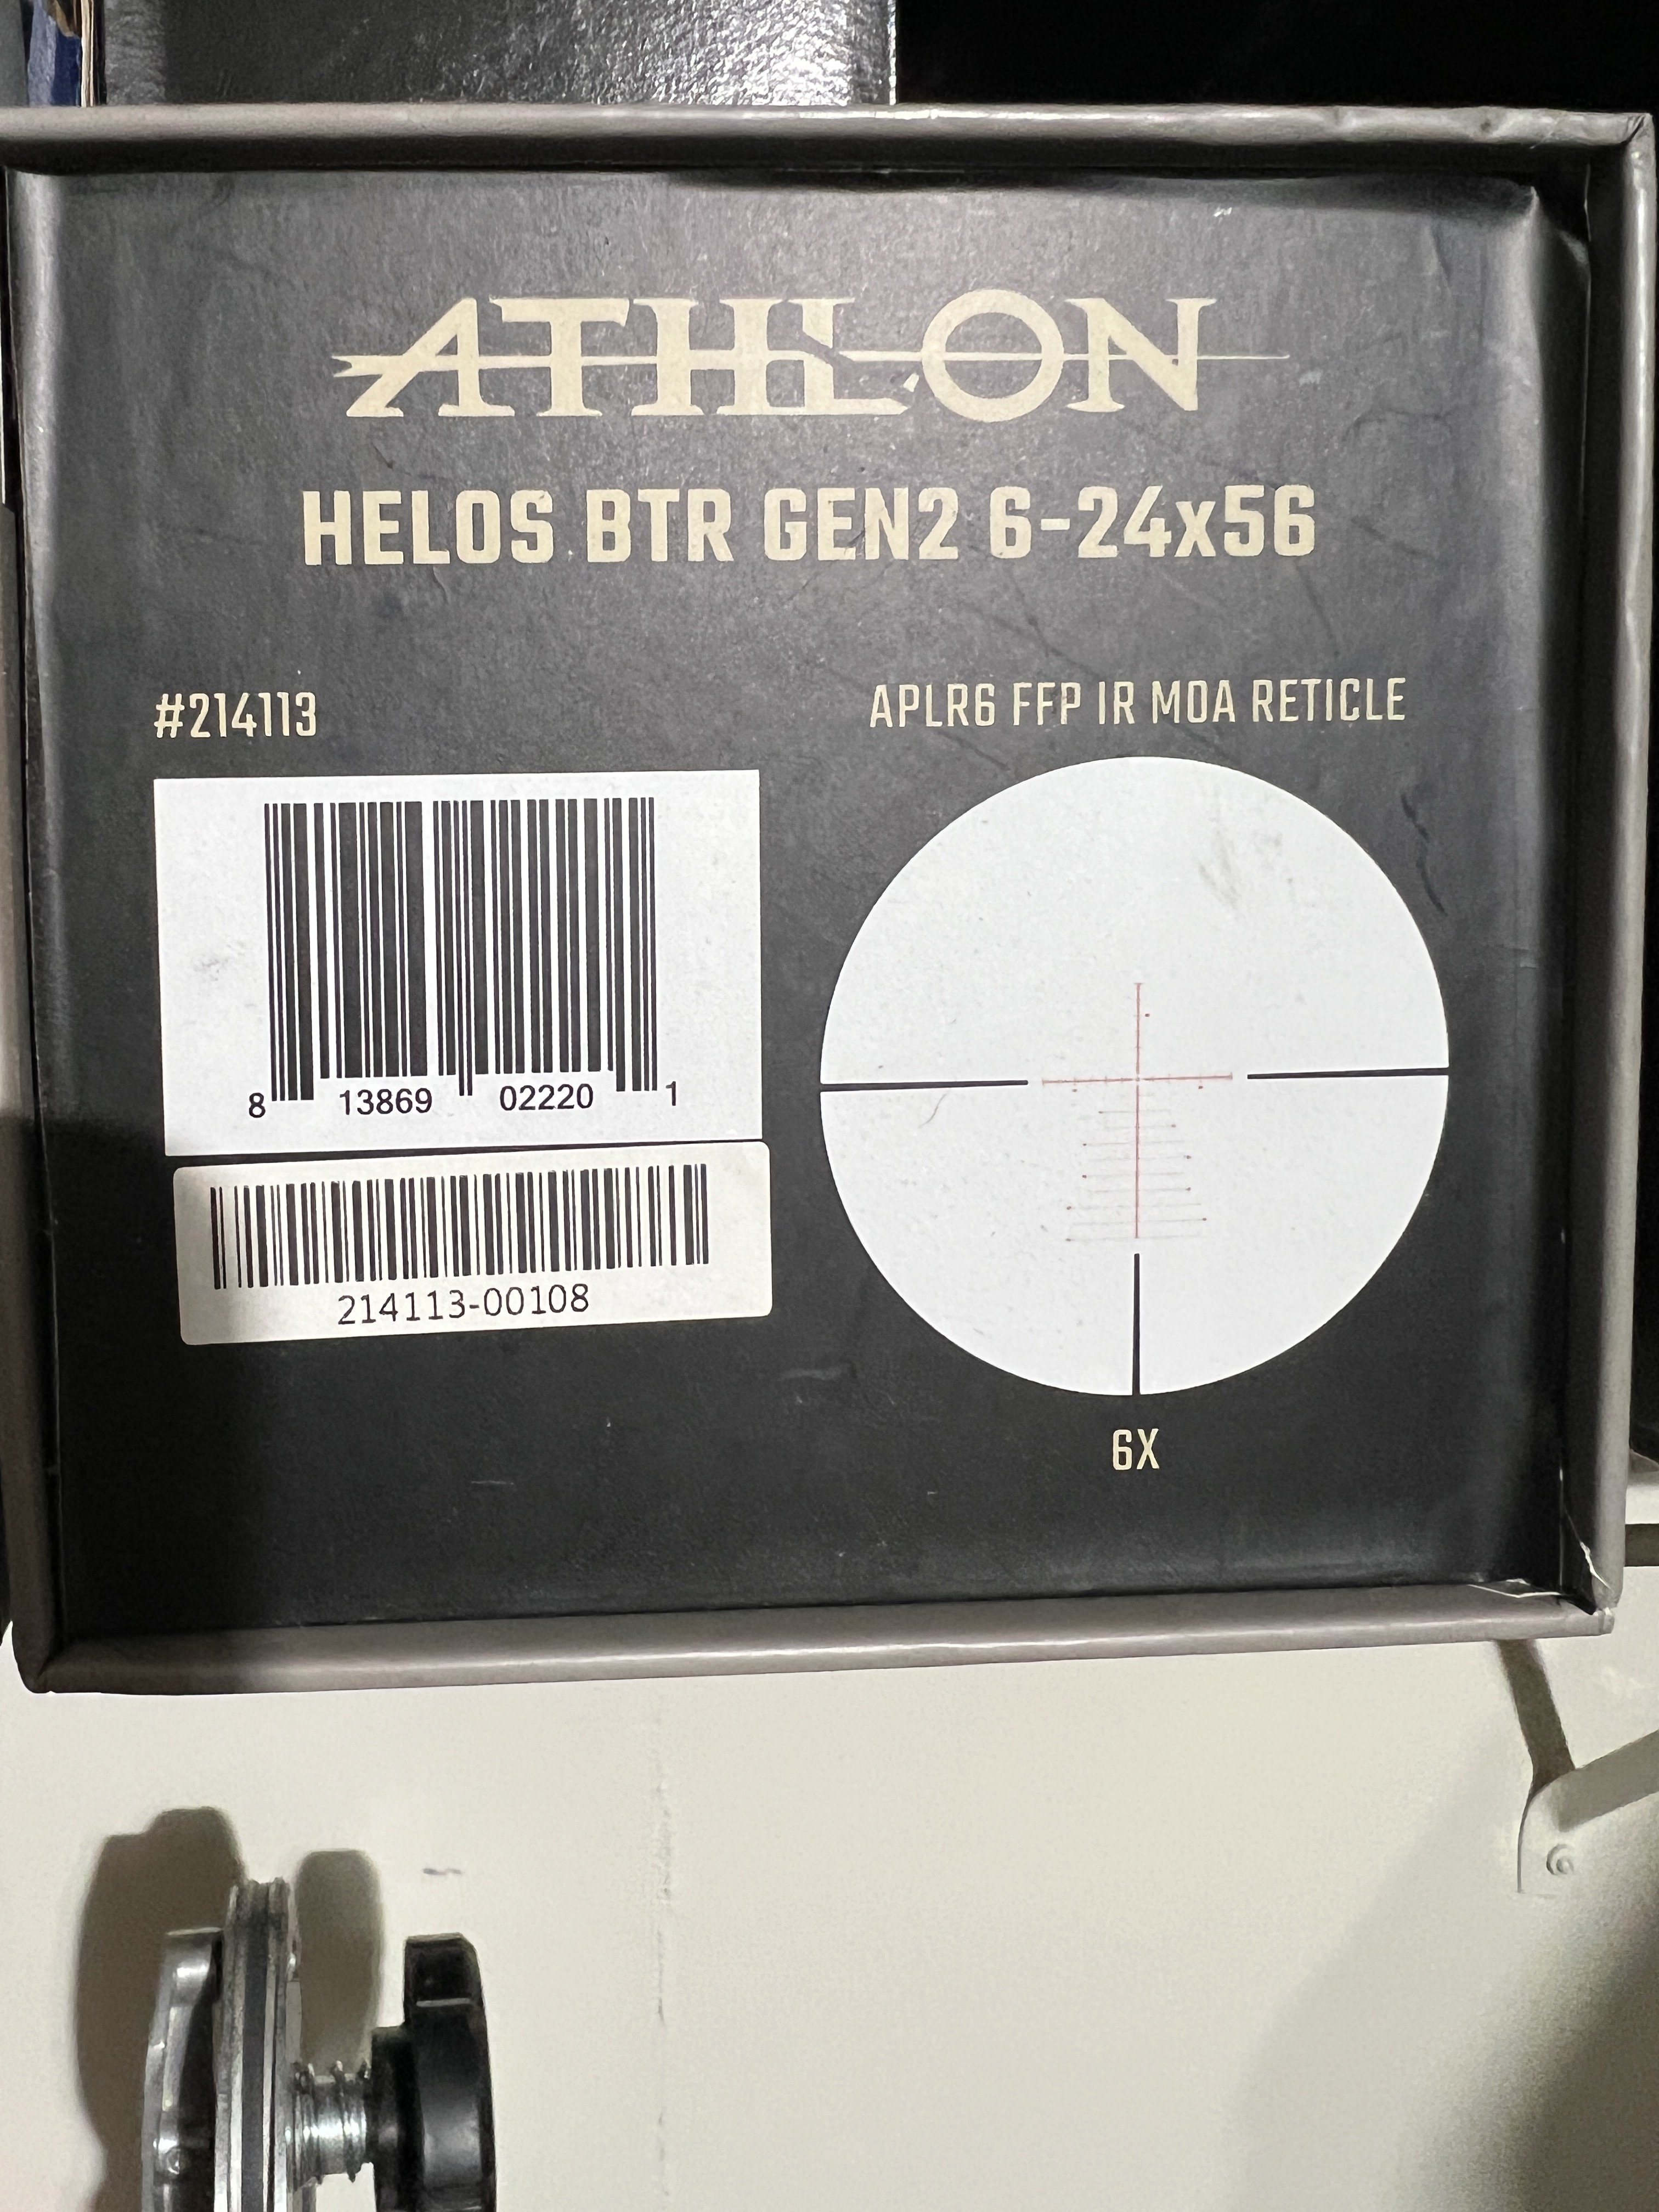 ATHLON
HELOS BTR GEN2 6-24x56
#214113
APLR6 FFP IR MOA RETICLE
8 13869 02220 1
214113-00108
6X